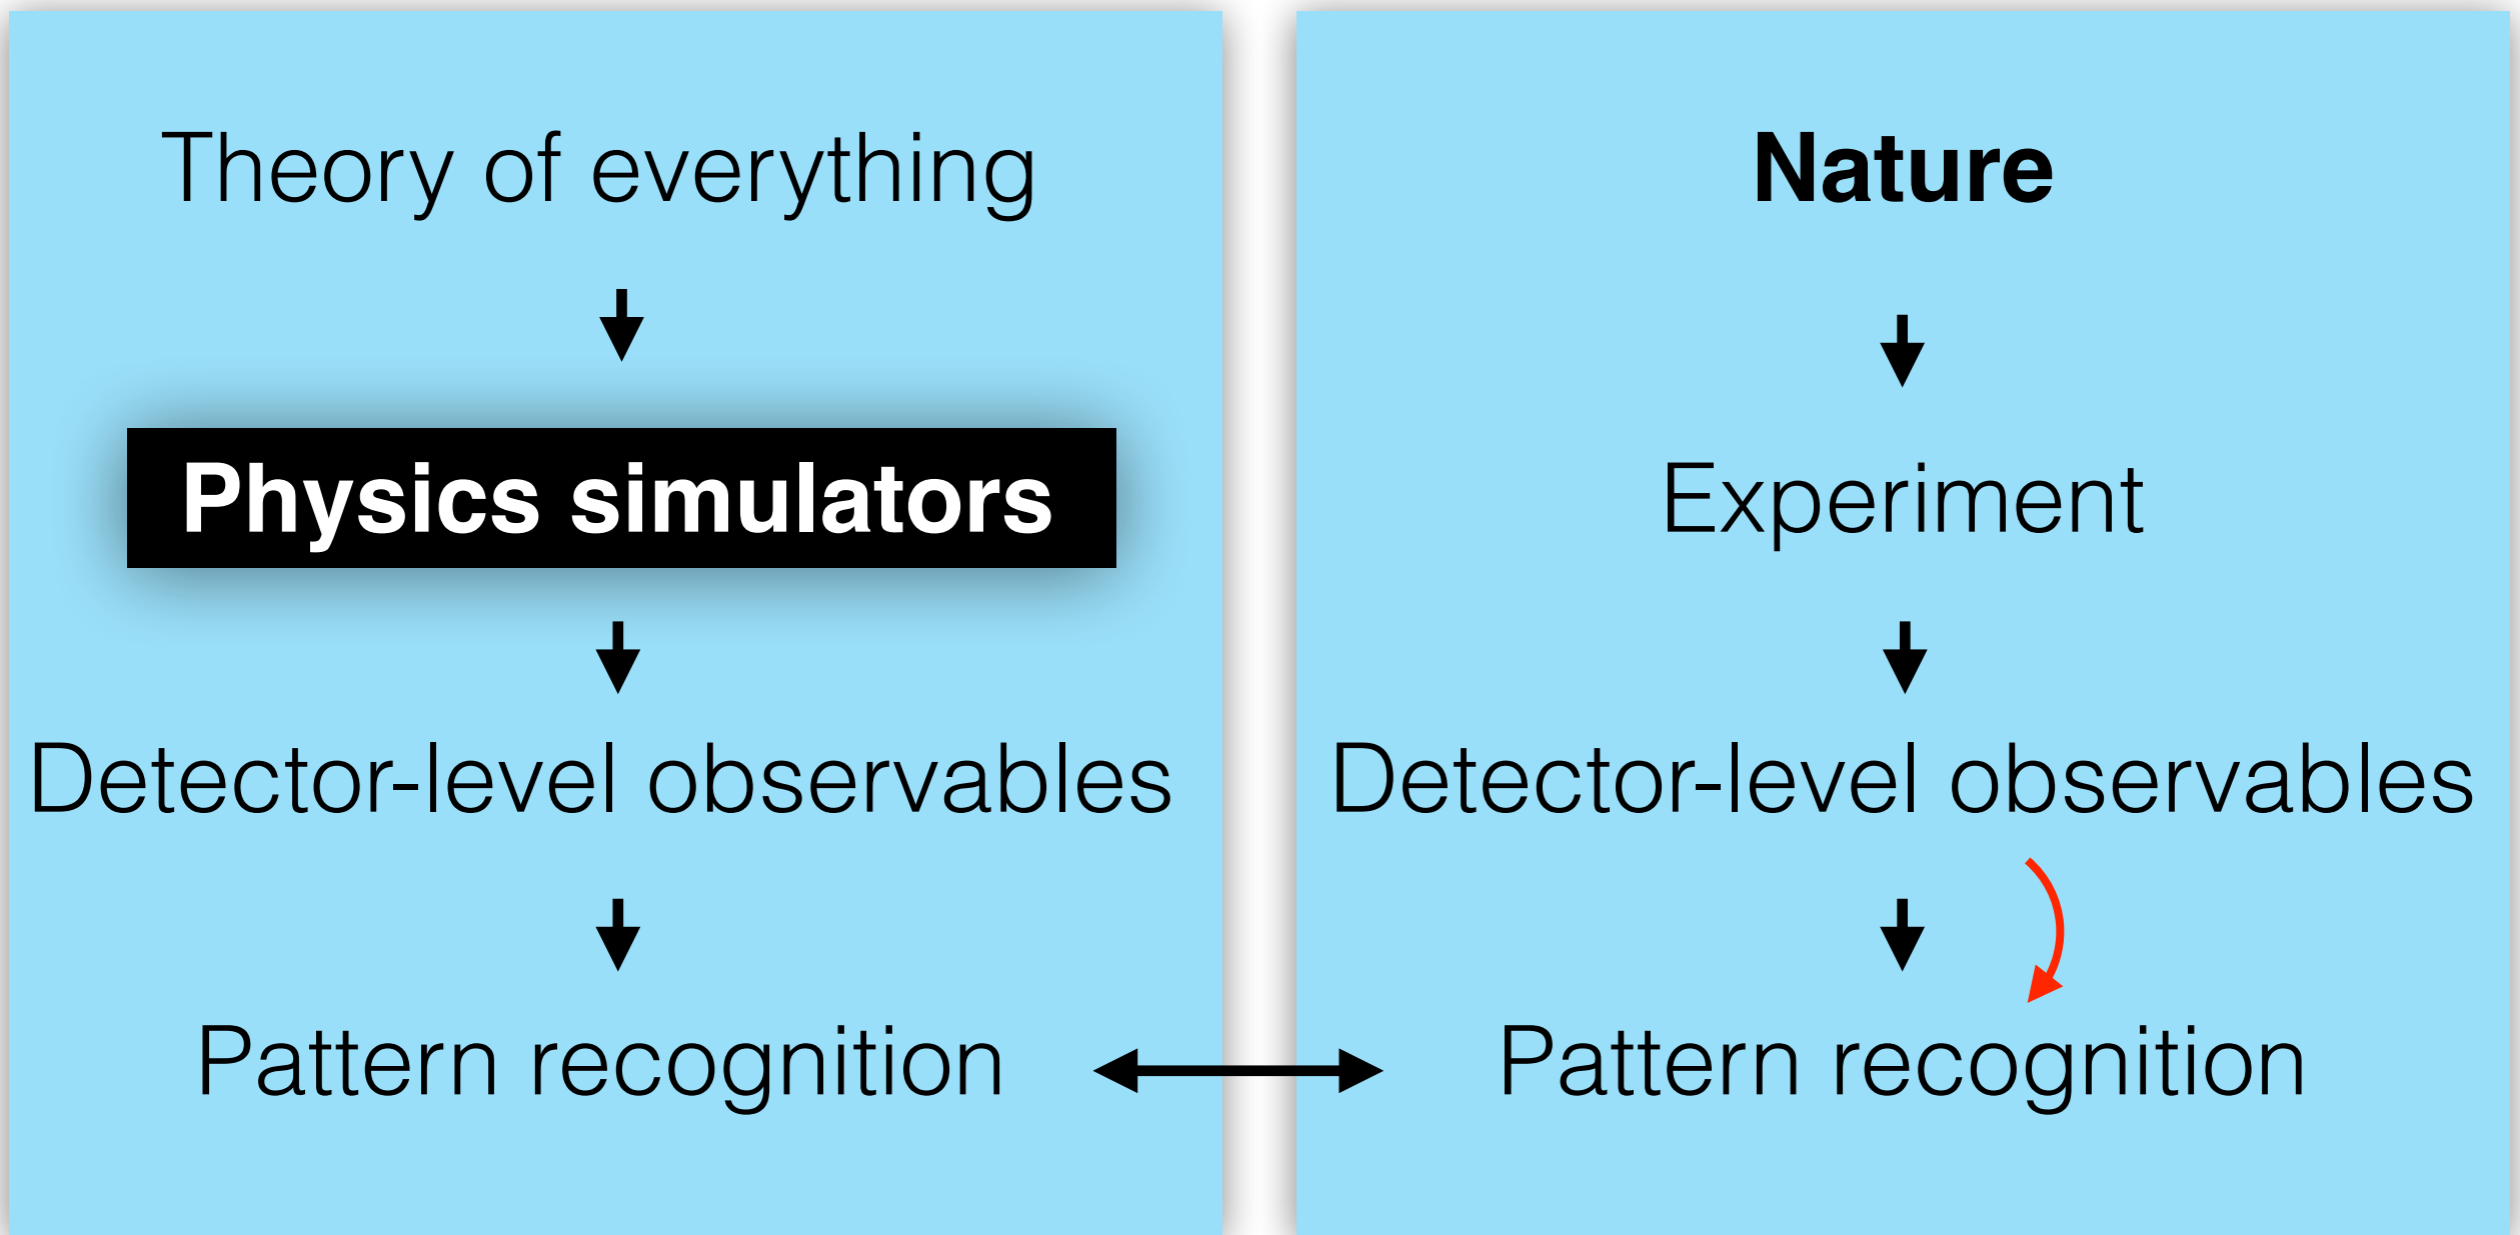 Theory of everything
Physics simulators
Detector-level observables
Pattern recognition
Nature
Experiment
Detector-level observables
Pattern recognition